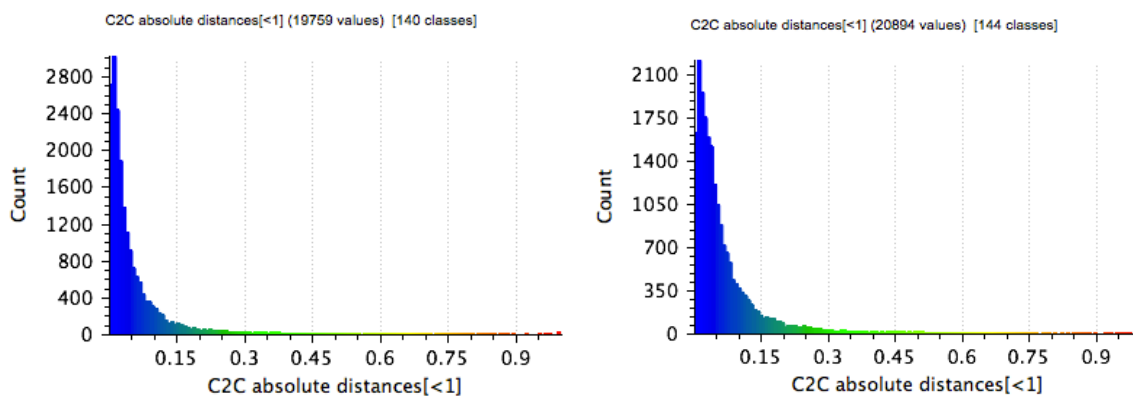 C2C absolute distances[<1] (19759 values) [140 classes]
2800
2400
2000
1600
1200
800
400
0
Count
0.15 0.3 0.45 0.6 0.75 0.9
C2C absolute distances[<1]
C2C absolute distances[<1] (20894 values) [144 classes]
2100
1750
1400
1050
700
350
0
Count
0.15 0.3 0.45 0.6 0.75 0.9
C2C absolute distances[<1]